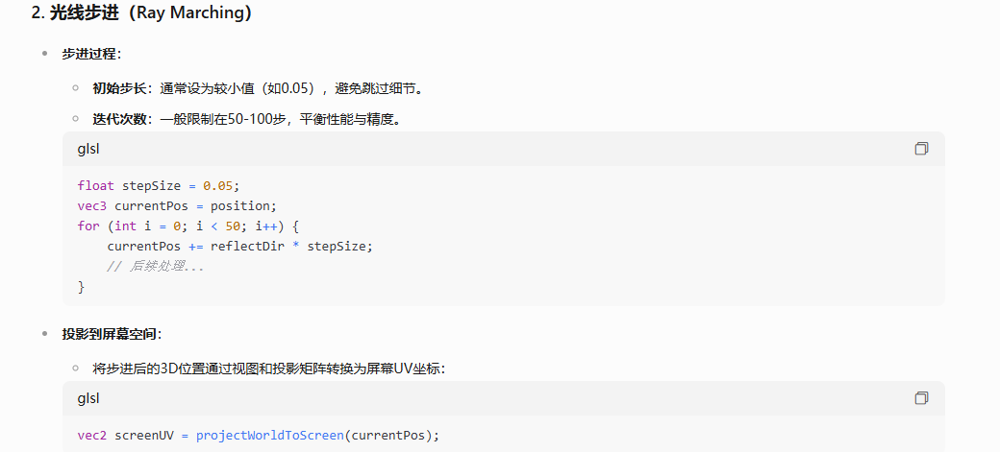 2. 光线步进（Ray Marching）
步进过程：
初始步长：通常设为较小值（如0.05），避免跳过细节。
迭代次数：一般限制在50-100步，平衡性能与精度。
glsl
float stepSize = 0.05;
vec3 currentPos = position;
for (int i = 0; i < 50; i++) {
    currentPos += reflectDir * stepSize;
    // 后续处理...
}
投影到屏幕空间：
将步进后的3D位置通过视图和投影矩阵转换为屏幕UV坐标：
glsl
vec2 screenUV = projectWorldToScreen(currentPos);